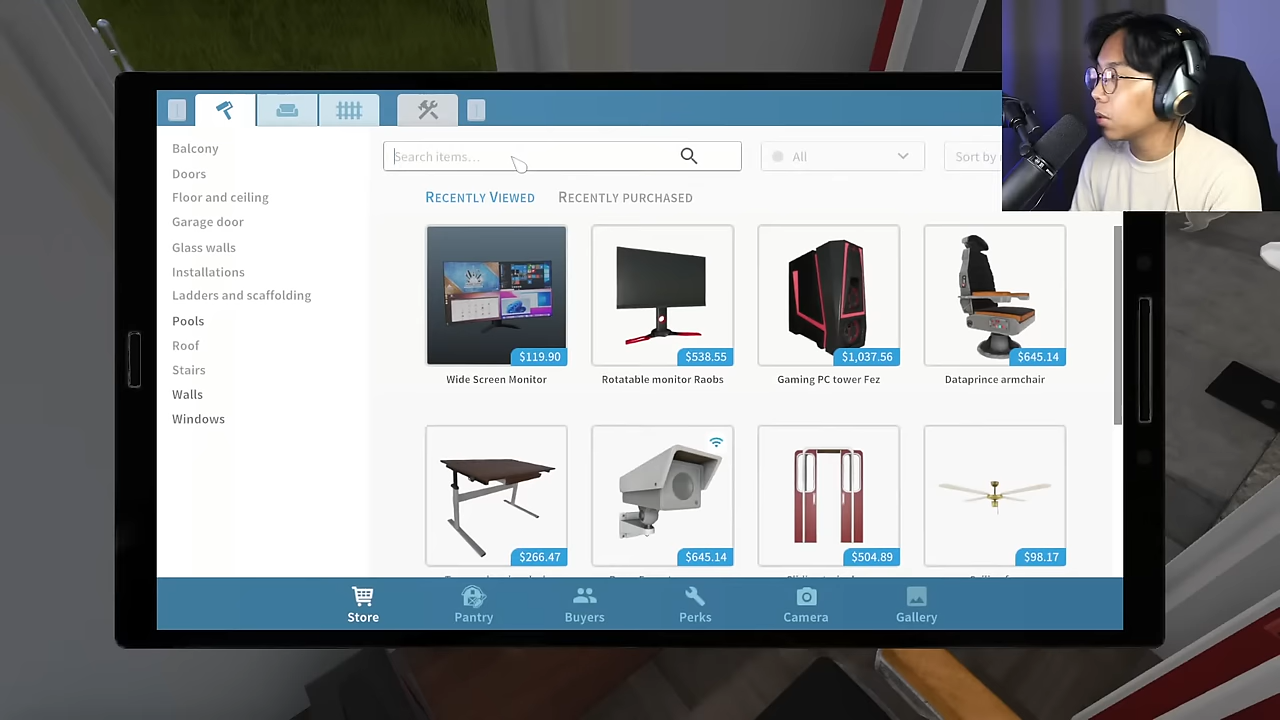 Balcony
Doors
Floor and ceiling
Garage door
Glass walls
Installations
Ladders and scaffolding
Pools
Roof
Stairs
Walls
Windows
Search items...
All
Sort by
RECENTLY VIEWED
RECENTLY PURCHASED
$119.90
$538.55
$1,037.56
$645.14
Wide Screen Monitor
Rotatable monitor Raobs
Gaming PC tower Fez
Dataprince armchair
$266.47
$645.14
$504.89
$98.17
Store
Pantry
Buyers
Perks
Camera
Gallery